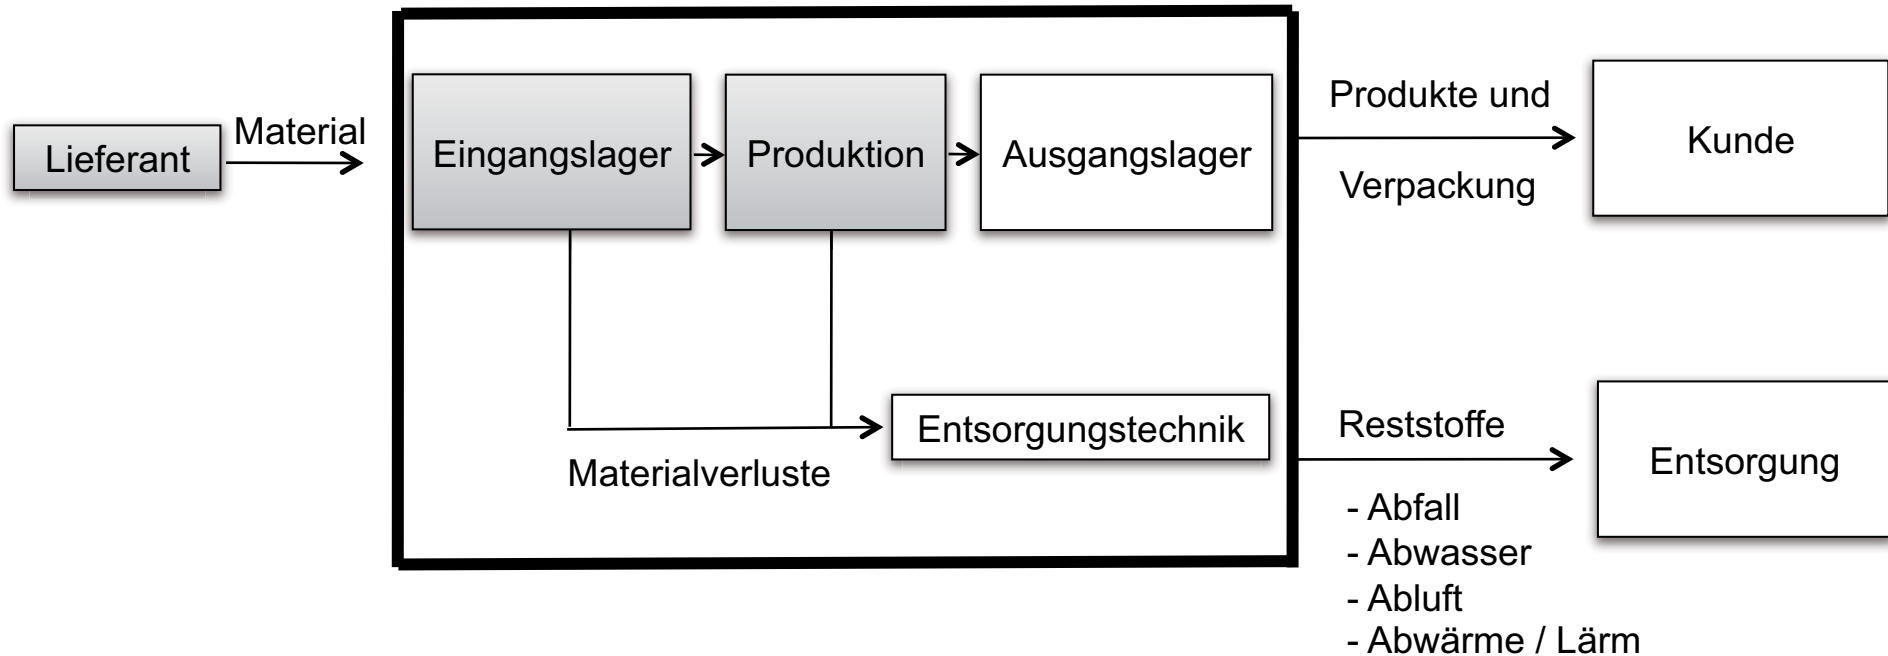 Lieferant
Material
Eingangslager
Produktion
Ausgangslager
Produkte und
Verpackung
Kunde
Materialverluste
Entsorgungstechnik
Reststoffe
- Abfall
- Abwasser
- Abluft
- Abwärme / Lärm
Entsorgung